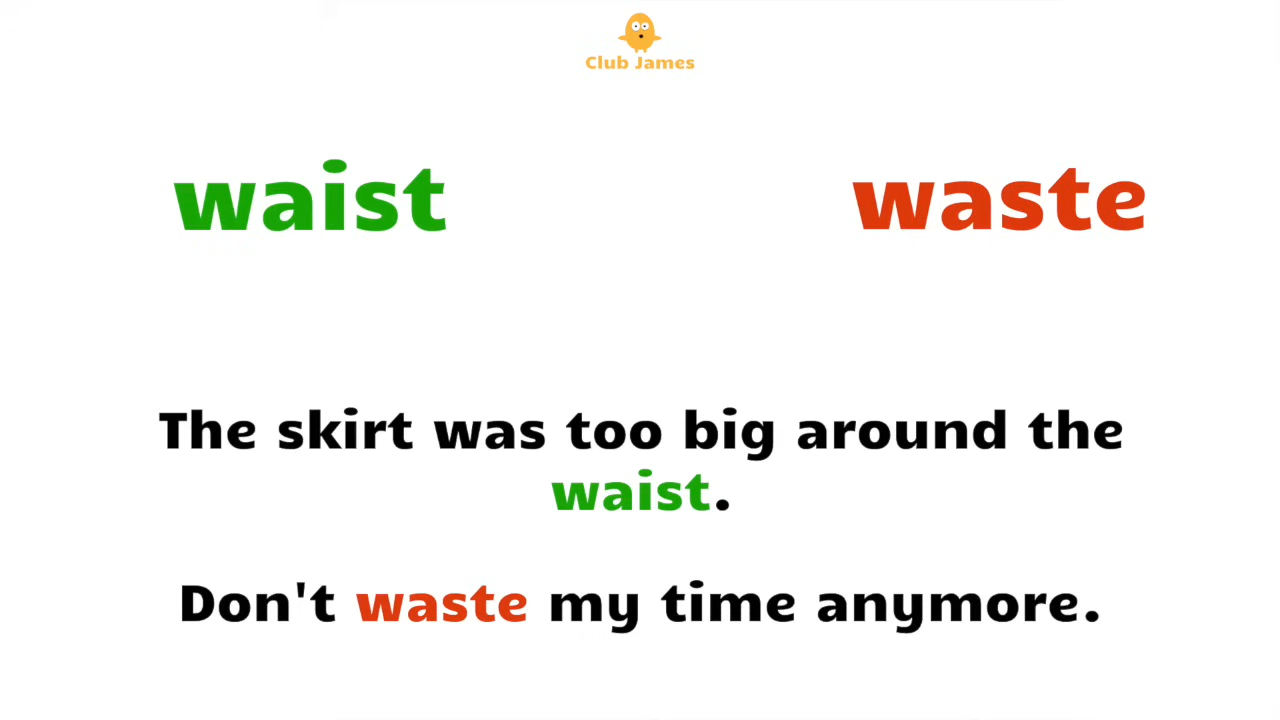 Club James
waist
waste
The skirt was too big around the
waist.
Don't waste my time anymore.